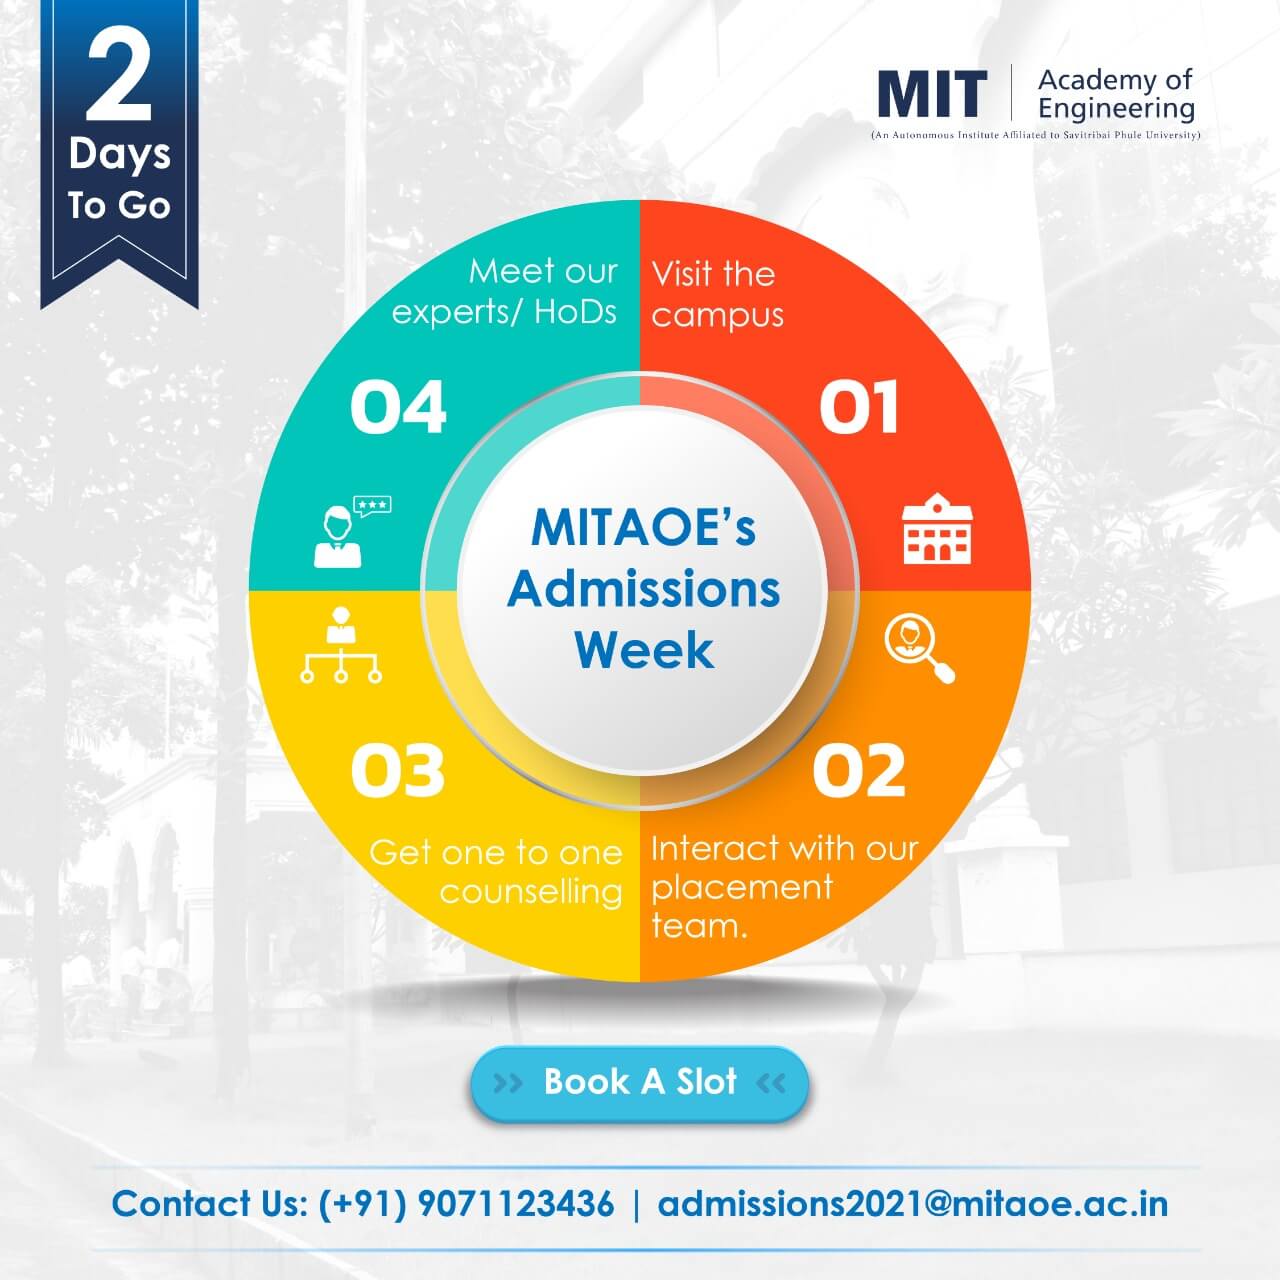 2
Days
To Go
MIT
Academy of
Engineering
(An Autonomous Institute Affiliated to Savitribai Phule University)
Visit the
campus
01
02
Interact with our
placement
team.
03
Get one to one
counselling
Meet our
experts/ HoDs
04
MITAOE’s
Admissions
Week
Book A Slot
Contact Us: (+91) 9071123436 | admissions2021@mitaoe.ac.in